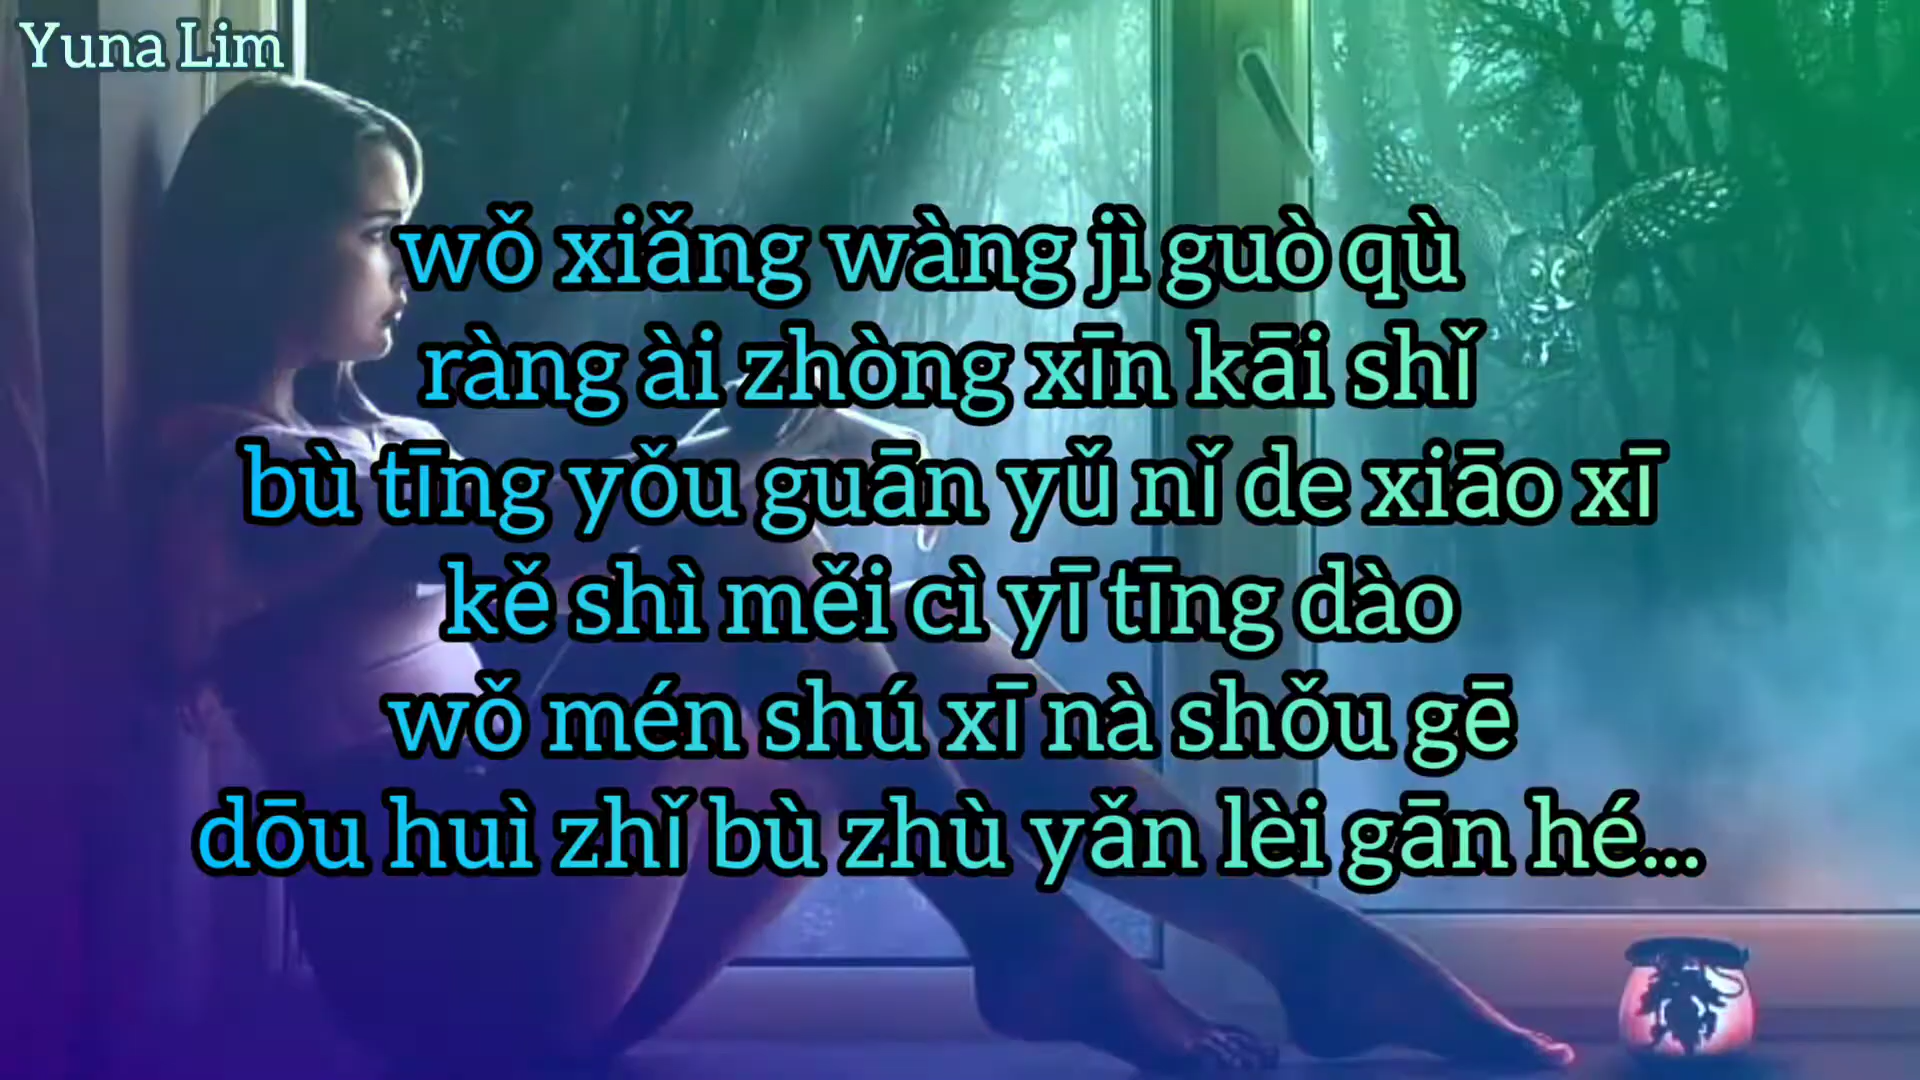 Yuna Lim
wǒ xiǎng wàng jì guò qù
ràng ài zhòng xīn kāi shǐ
bù tīng yǒu guān yǔ nǐ de xiāo xī
kě shì měi cì yī tīng dào
wǒ mén shú xī nà shǒu gē
dōu huì zhǐ bù zhù yǎn lèi gān hé...